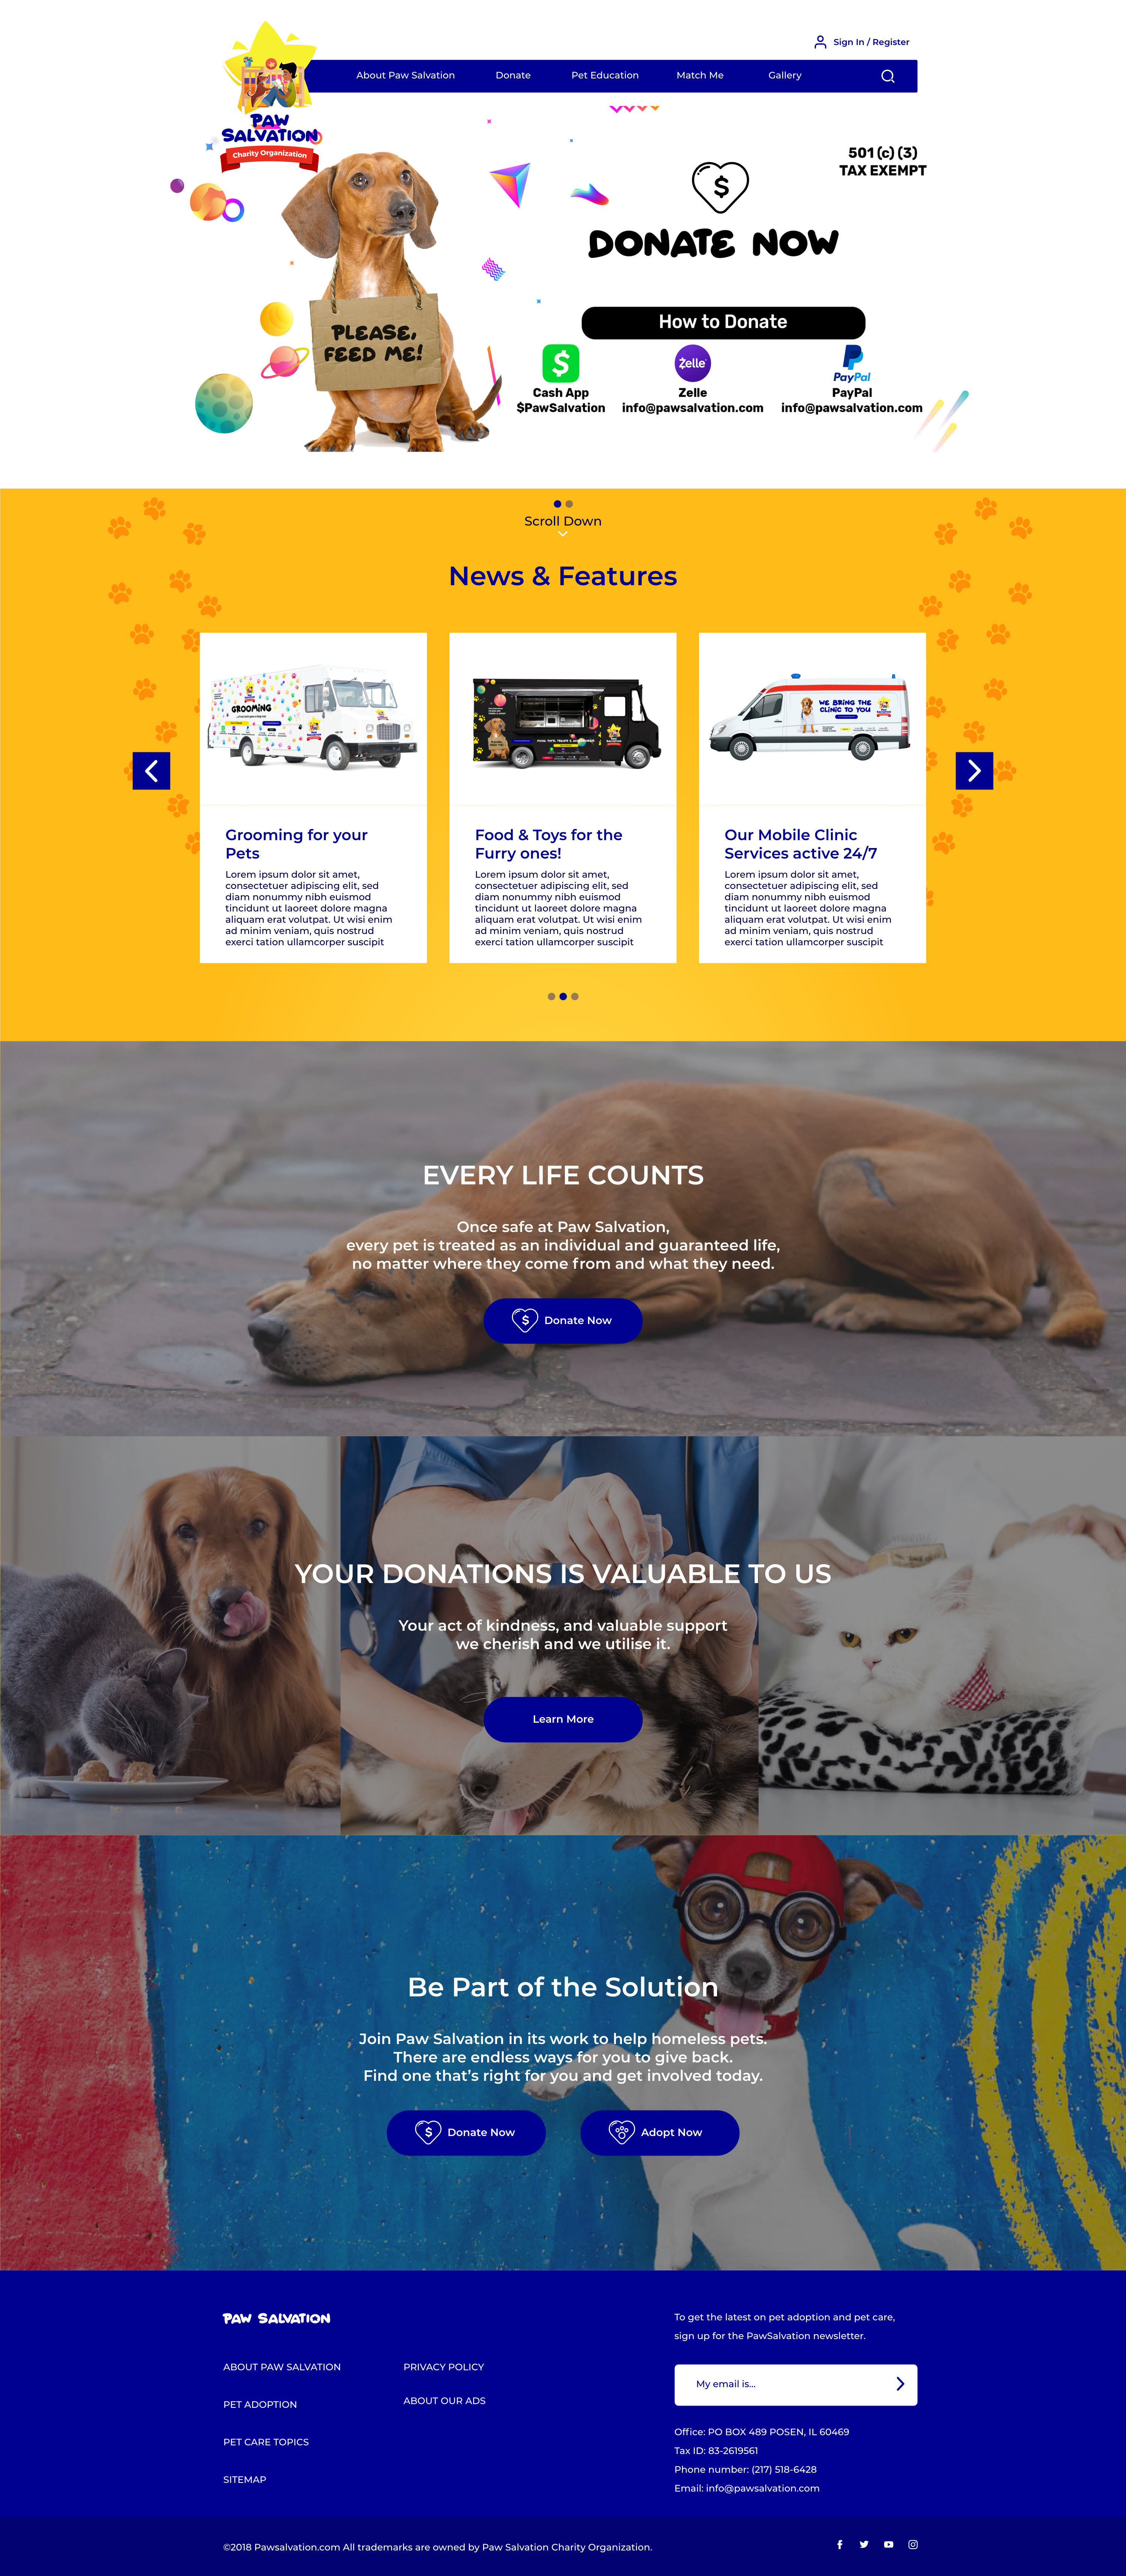 Sign In / Register
About Paw Salvation Donate Pet Education Match Me Gallery
PAW
SALVATION
Charity Organization
501 (c) (3)
TAX EXEMPT
$
DONATE NOW
PLEASE,
FEED ME!
How to Donate
$ Zelle PayPal
Cash App Zelle PayPal
$PawSalvation info@pawsalvation.com info@pawsalvation.com
Scroll Down
News & Features
GROOMING
WE BRING THE
CLINIC TO YOU
Grooming for your
Pets
Lorem ipsum dolor sit amet,
consectetuer adipiscing elit, sed
diam nonummy nibh euismod
tincidunt ut laoreet dolore magna
aliquam erat volutpat. Ut wisi enim
ad minim veniam, quis nostrud
exerci tation ullamcorper suscipit
Food & Toys for the
Furry ones!
Lorem ipsum dolor sit amet,
consectetuer adipiscing elit, sed
diam nonummy nibh euismod
tincidunt ut laoreet dolore magna
aliquam erat volutpat. Ut wisi enim
ad minim veniam, quis nostrud
exerci tation ullamcorper suscipit
Our Mobile Clinic
Services active 24/7
Lorem ipsum dolor sit amet,
consectetuer adipiscing elit, sed
diam nonummy nibh euismod
tincidunt ut laoreet dolore magna
aliquam erat volutpat. Ut wisi enim
ad minim veniam, quis nostrud
exerci tation ullamcorper suscipit
EVERY LIFE COUNTS
Once safe at Paw Salvation,
every pet is treated as an individual and guaranteed life,
no matter where they come from and what they need.
$ Donate Now
YOUR DONATIONS IS VALUABLE TO US
Your act of kindness, and valuable support
we cherish and we utilise it.
Learn More
Be Part of the Solution
Join Paw Salvation in its work to help homeless pets.
There are endless ways for you to give back.
Find one that's right for you and get involved today.
$ Donate Now
Adopt Now
PAW SALVATION
ABOUT PAW SALVATION
PET ADOPTION
PET CARE TOPICS
SITEMAP
PRIVACY POLICY
ABOUT OUR ADS
To get the latest on pet adoption and pet care,
sign up for the PawSalvation newsletter.
My email is...
Office: PO BOX 489 POSEN, IL 60469
Tax ID: 83-2619561
Phone number: (217) 518-6428
Email: info@pawsalvation.com
©2018 Pawsalvation.com All trademarks are owned by Paw Salvation Charity Organization.